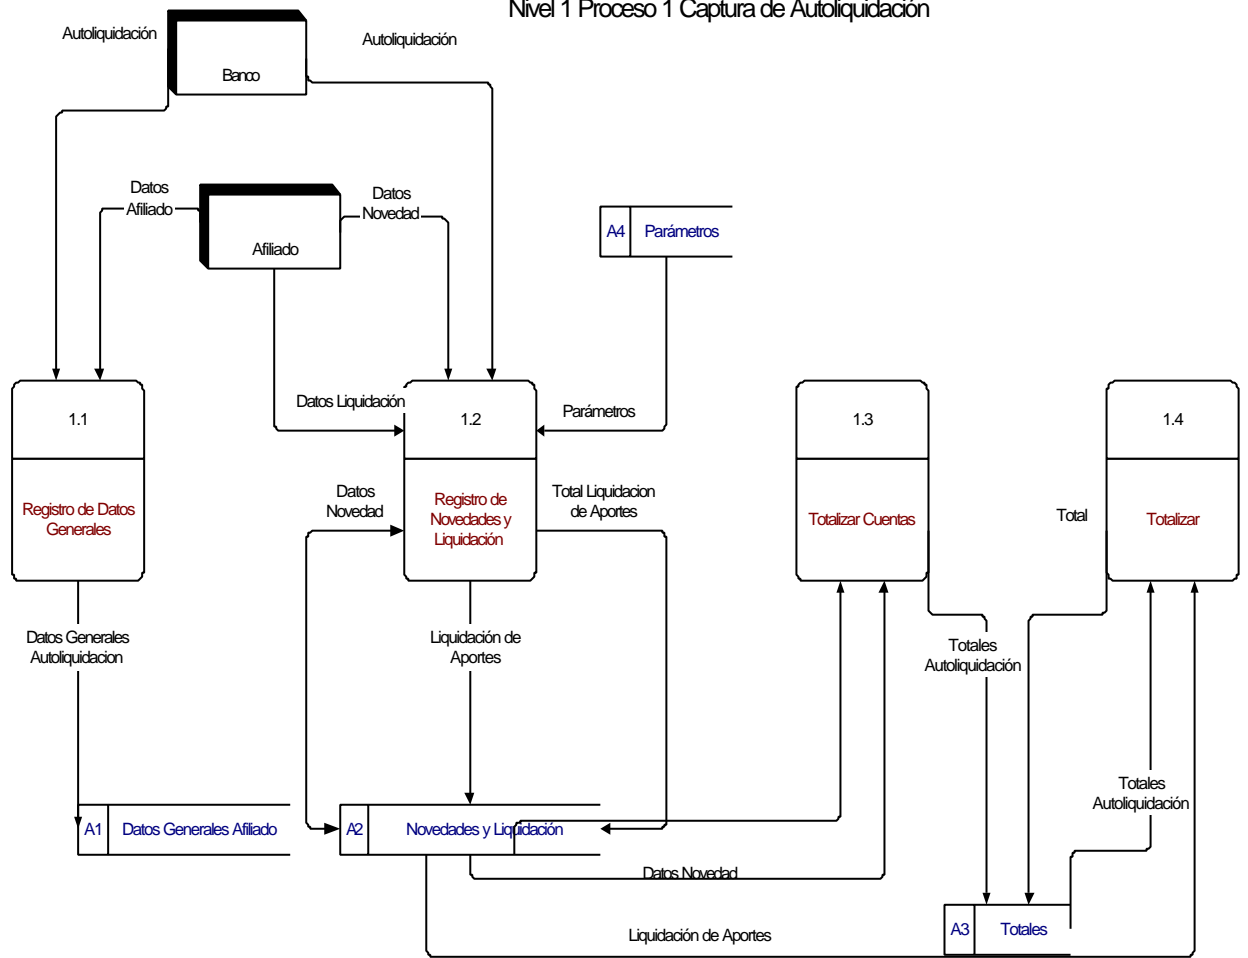 Nivel 1 Proceso 1 Captura de Autoliquidación
Autoliquidación
Autoliquidación
Banco
Datos
Afiliado
Datos
Novedad
Afiliado
A4
Parámetros
Datos Liquidación
Parámetros
1.1
1.2
1.3
1.4
Registro de Datos
Generales
Datos
Novedad
Registro de
Novedades y
Liquidación
Total Liquidacion
de Aportes
Totalizar Cuentas
Total
Totalizar
Datos Generales
Autoliquidacion
Liquidación de
Aportes
Totales
Autoliquidación
Totales
Autoliquidación
A1
Datos Generales Afiliado
A2
Novedades y Liquidación
Datos Novedad
A3
Totales
Liquidación de Aportes